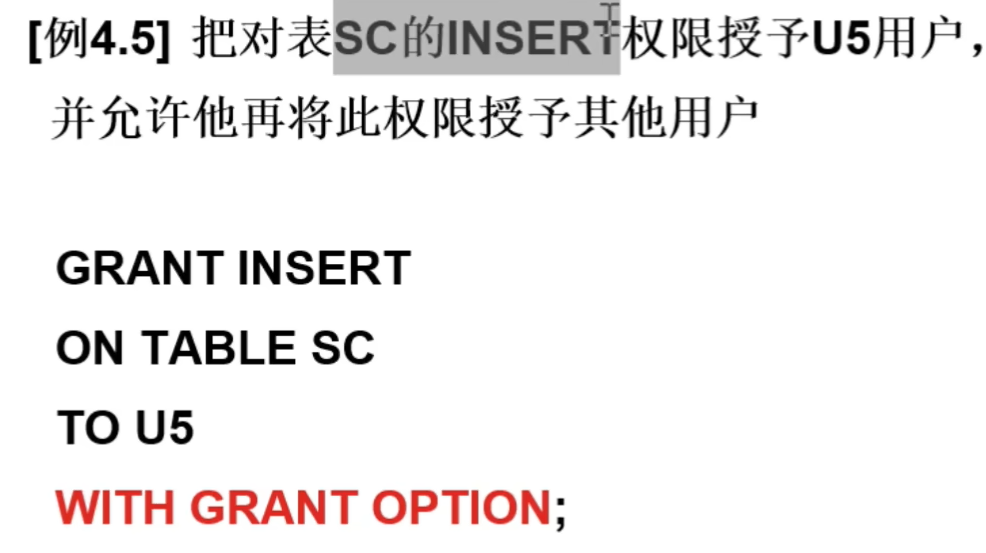 [例4.5] 把对表SC的INSERT权限授予U5用户，
并允许他再将此权限授予其他用户
GRANT INSERT
ON TABLE SC
TO U5
WITH GRANT OPTION;